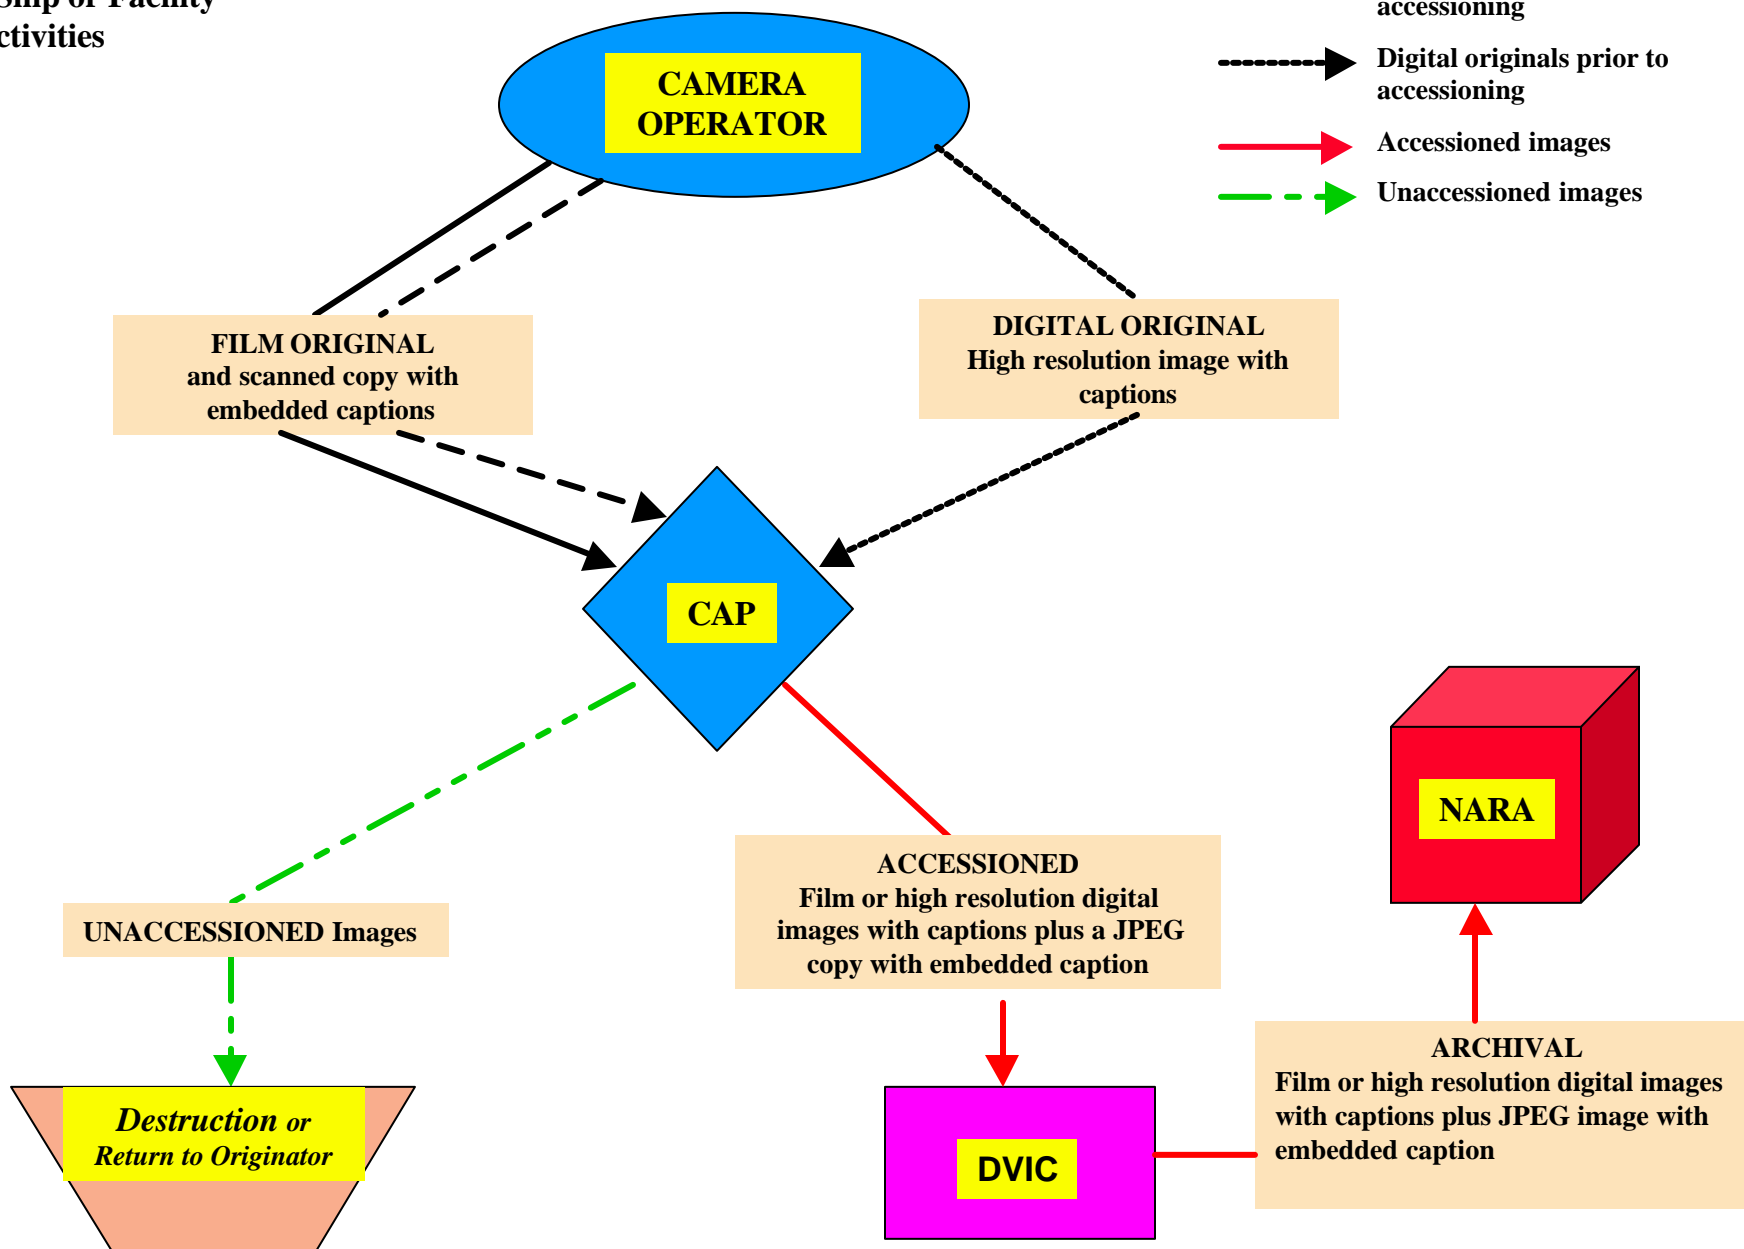 ctivities
accessioning
Digital originals prior to
accessioning
Accessioned images
Unaccessioned images
CAMERA
OPERATOR
FILM ORIGINAL
and scanned copy with
embedded captions
DIGITAL ORIGINAL
High resolution image with
captions
CAP
NARA
ACCESSIONED
Film or high resolution digital
images with captions plus a JPEG
copy with embedded caption
UNACCESSIONED Images
ARCHIVAL
Film or high resolution digital images
with captions plus JPEG image with
embedded caption
Destruction or
Return to Originator
DVIC